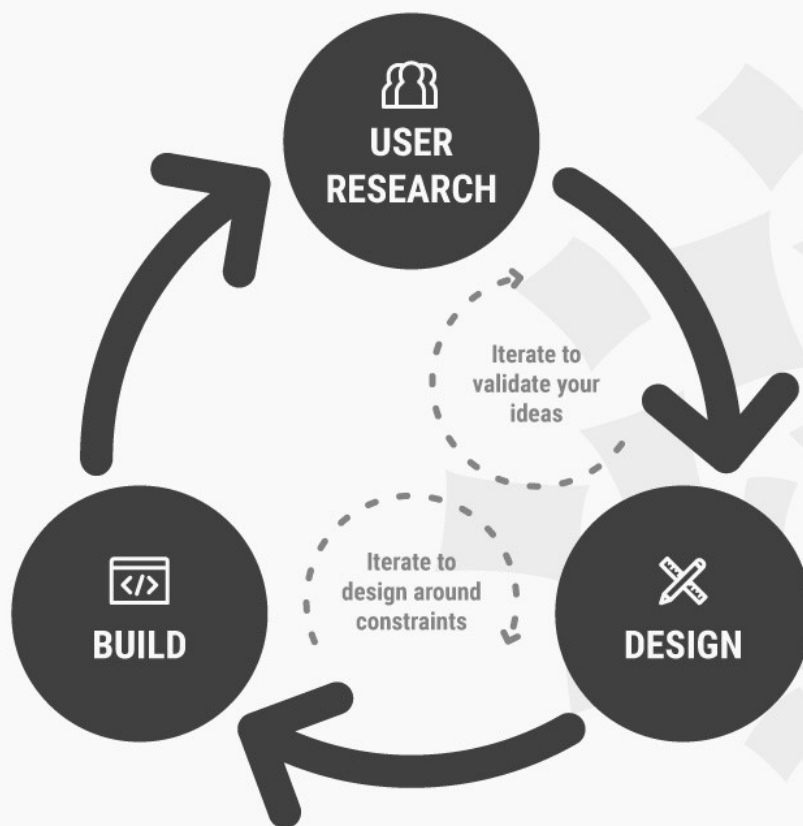 USER
RESEARCH
Iterate to
validate your
ideas
Iterate to
design around
constraints
</>
BUILD
DESIGN